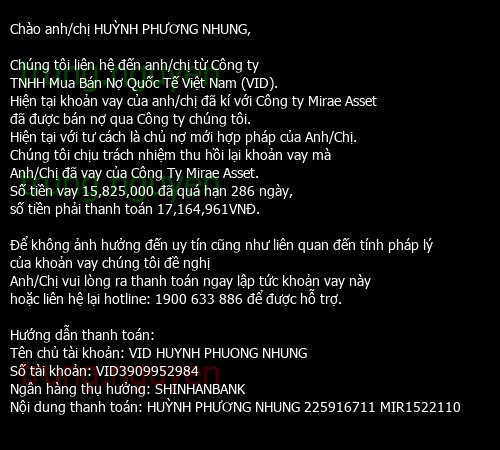 Chào anh/chị HUỲNH PHƯƠNG NHUNG,
Chúng tôi liên hệ đến anh/chị từ Công ty
trung.nguyen
TNHH Mua Bán Nợ Quốc Tế Việt Nam (VID).
Hiện tại khoản vay của anh/chị đã kí với Công ty Mirae Asset
đã được bán nợ qua Công ty chúng tôi.
Hiện tại với tư cách là chủ nợ mới hợp pháp của Anh/Chị.
Chúng tôi chịu trách nhiệm thu hồi lại khoản vay mà
Anh/Chị đã vay của Công Ty Mirae Asset.
trung.nguyen
Số tiền vay 15,825,000 đã quá hạn 286 ngày,
số tiền phải thanh toán 17,164,961VNĐ.
Để không ảnh hưởng đến uy tín cũng như liên quan đến tính pháp lý
của khoản vay chúng tôi đề nghị
Anh/Chị vui lòng ra thanh toán ngay lập tức khoản vay này
hoặc liên hệ lại hotline: 1900 633 886 để được hỗ trợ.
Hướng dẫn thanh toán:
Tên chủ tài khoản: VID HUYNH PHUONG NHUNG
Số tài khoản: VID3909952984
trung.nguyen
Ngân hàng thụ hưởng: SHINHANBANK
Nội dung thanh toán: HUỲNH PHƯƠNG NHUNG 225916711 MIR1522110